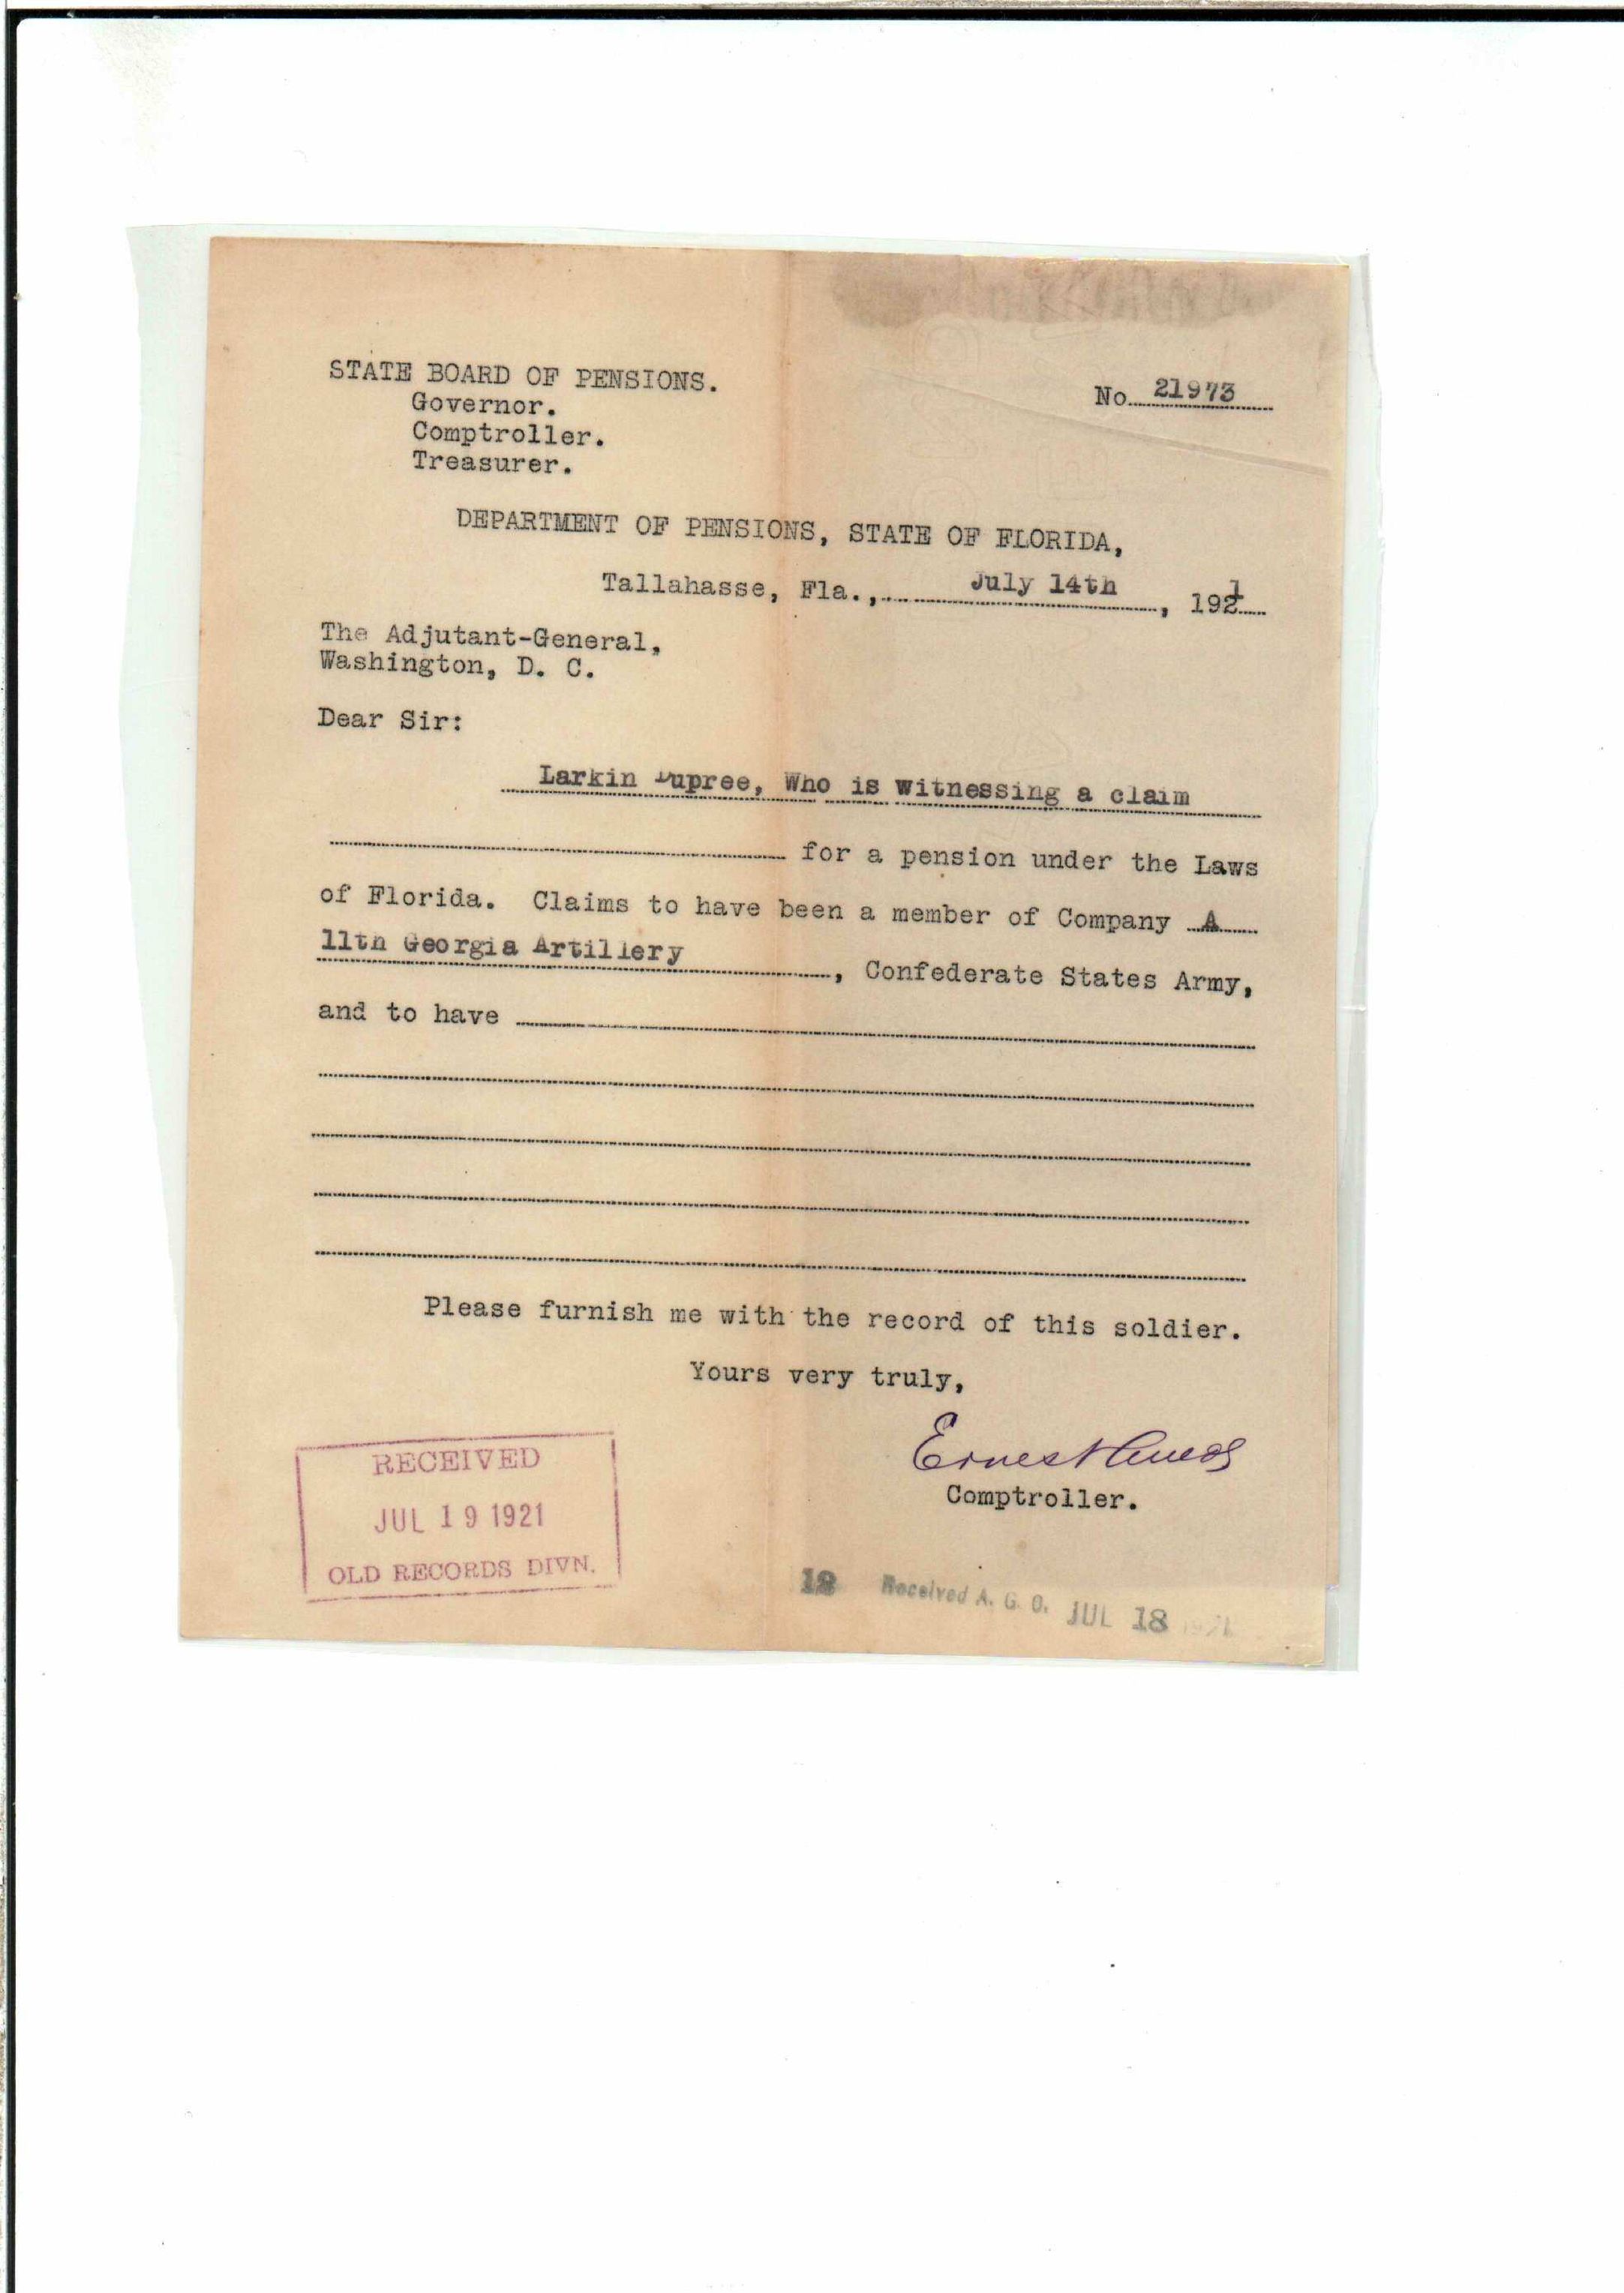 STATE BOARD OF PENSIONS.
Governor.
Comptroller.
Treasurer.
No. 21973
DEPARTMENT OF PENSIONS, STATE OF FLORIDA,
Tallahasse, Fla., July 14th, 1921
The Adjutant-General,
Washington, D. C.
Dear Sir:
Larkin Dupree, Who is witnessing a claim
for a pension under the Laws
of Florida. Claims to have been a member of Company A
11th Georgia Artillery, Confederate States Army,
and to have
Please furnish me with the record of this soldier.
Yours very truly,
Ernest
Comptroller.
RECEIVED
JUL 19 1921
OLD RECORDS DIVN.
Received A. G. O. JUL 18 1921